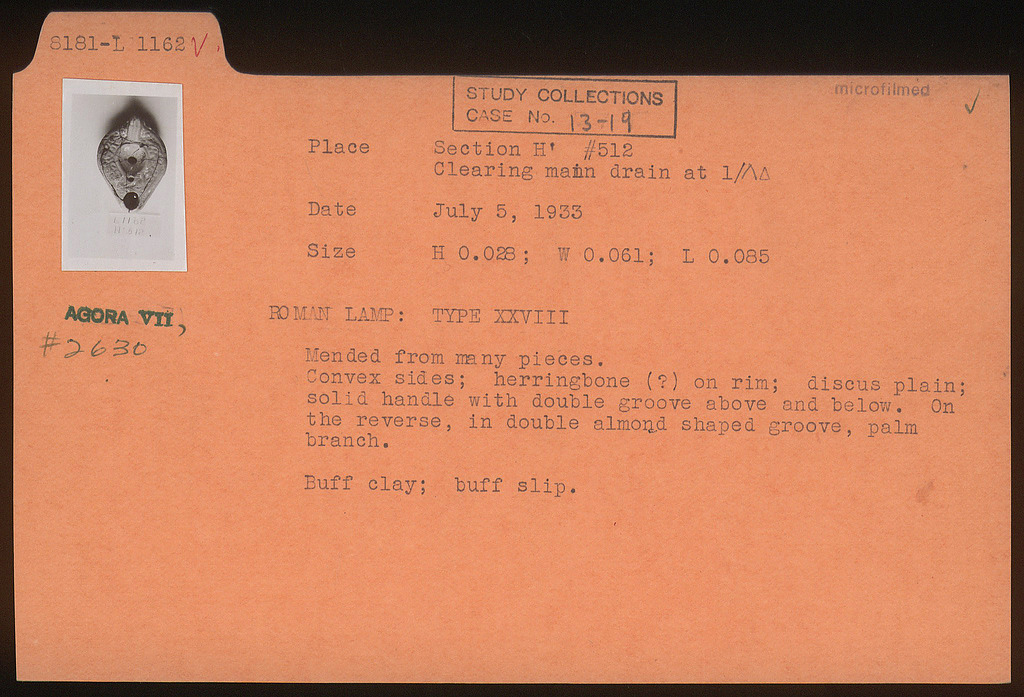 8181-L 1162 √
STUDY COLLECTIONS
CASE No. 13-19
microfilmed
✓
Place Section H' #512
Clearing main drain at 1/ΛΔ
Date July 5, 1933
Size H 0.028; W 0.061; L 0.085
AGORA VII,
#2630
ROMAN LAMP: TYPE XXVIII
Mended from many pieces.
Convex sides; herringbone (?) on rim; discus plain;
solid handle with double groove above and below. On
the reverse, in double almond shaped groove, palm
branch.
Buff clay; buff slip.